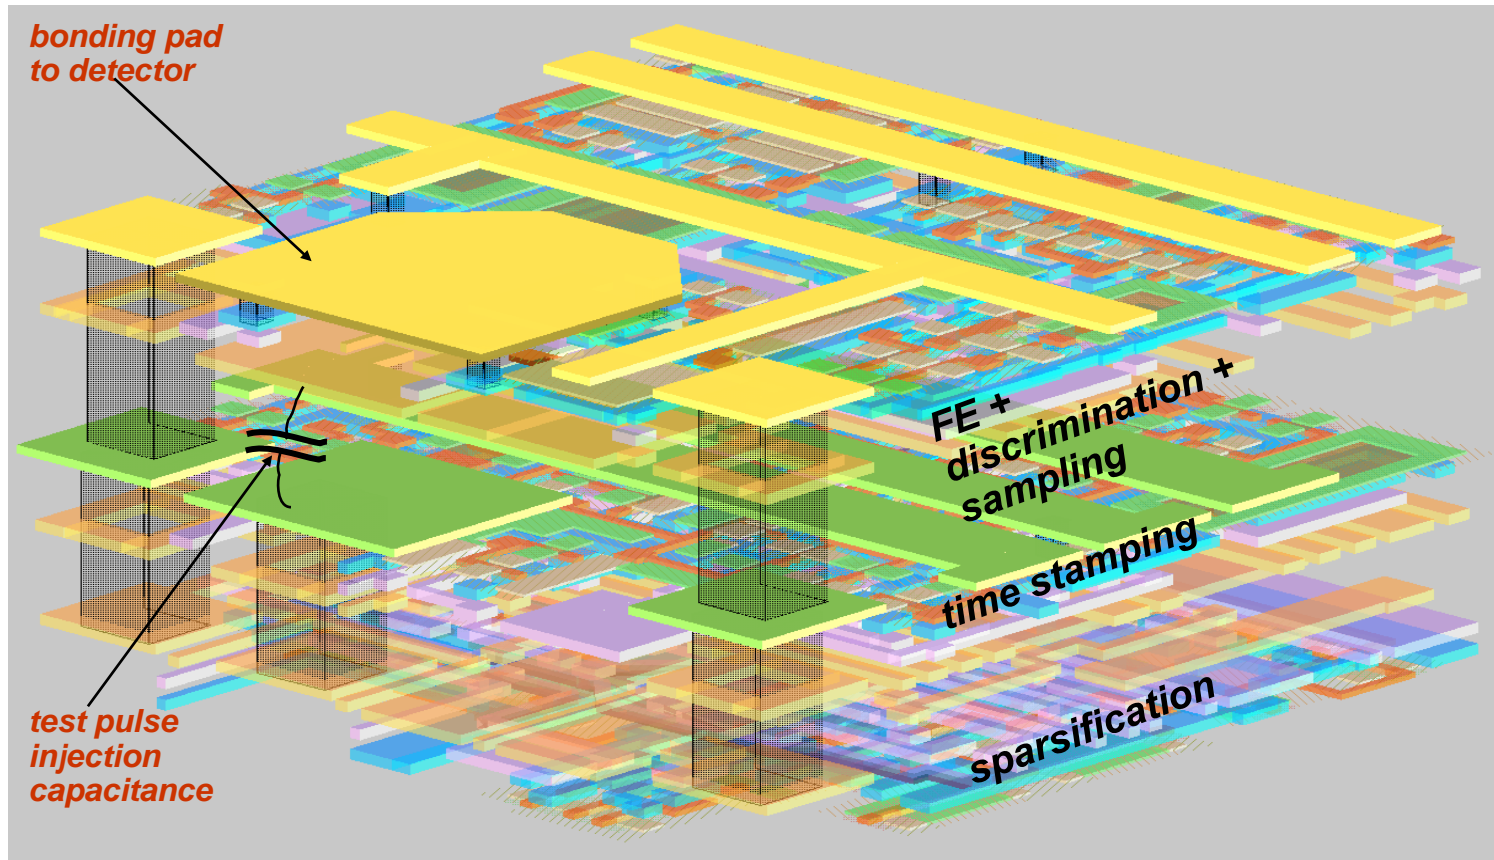 bonding pad
to detector
FE +
discrimination +
sampling
time stamping
sparsification
test pulse
injection
capacitance